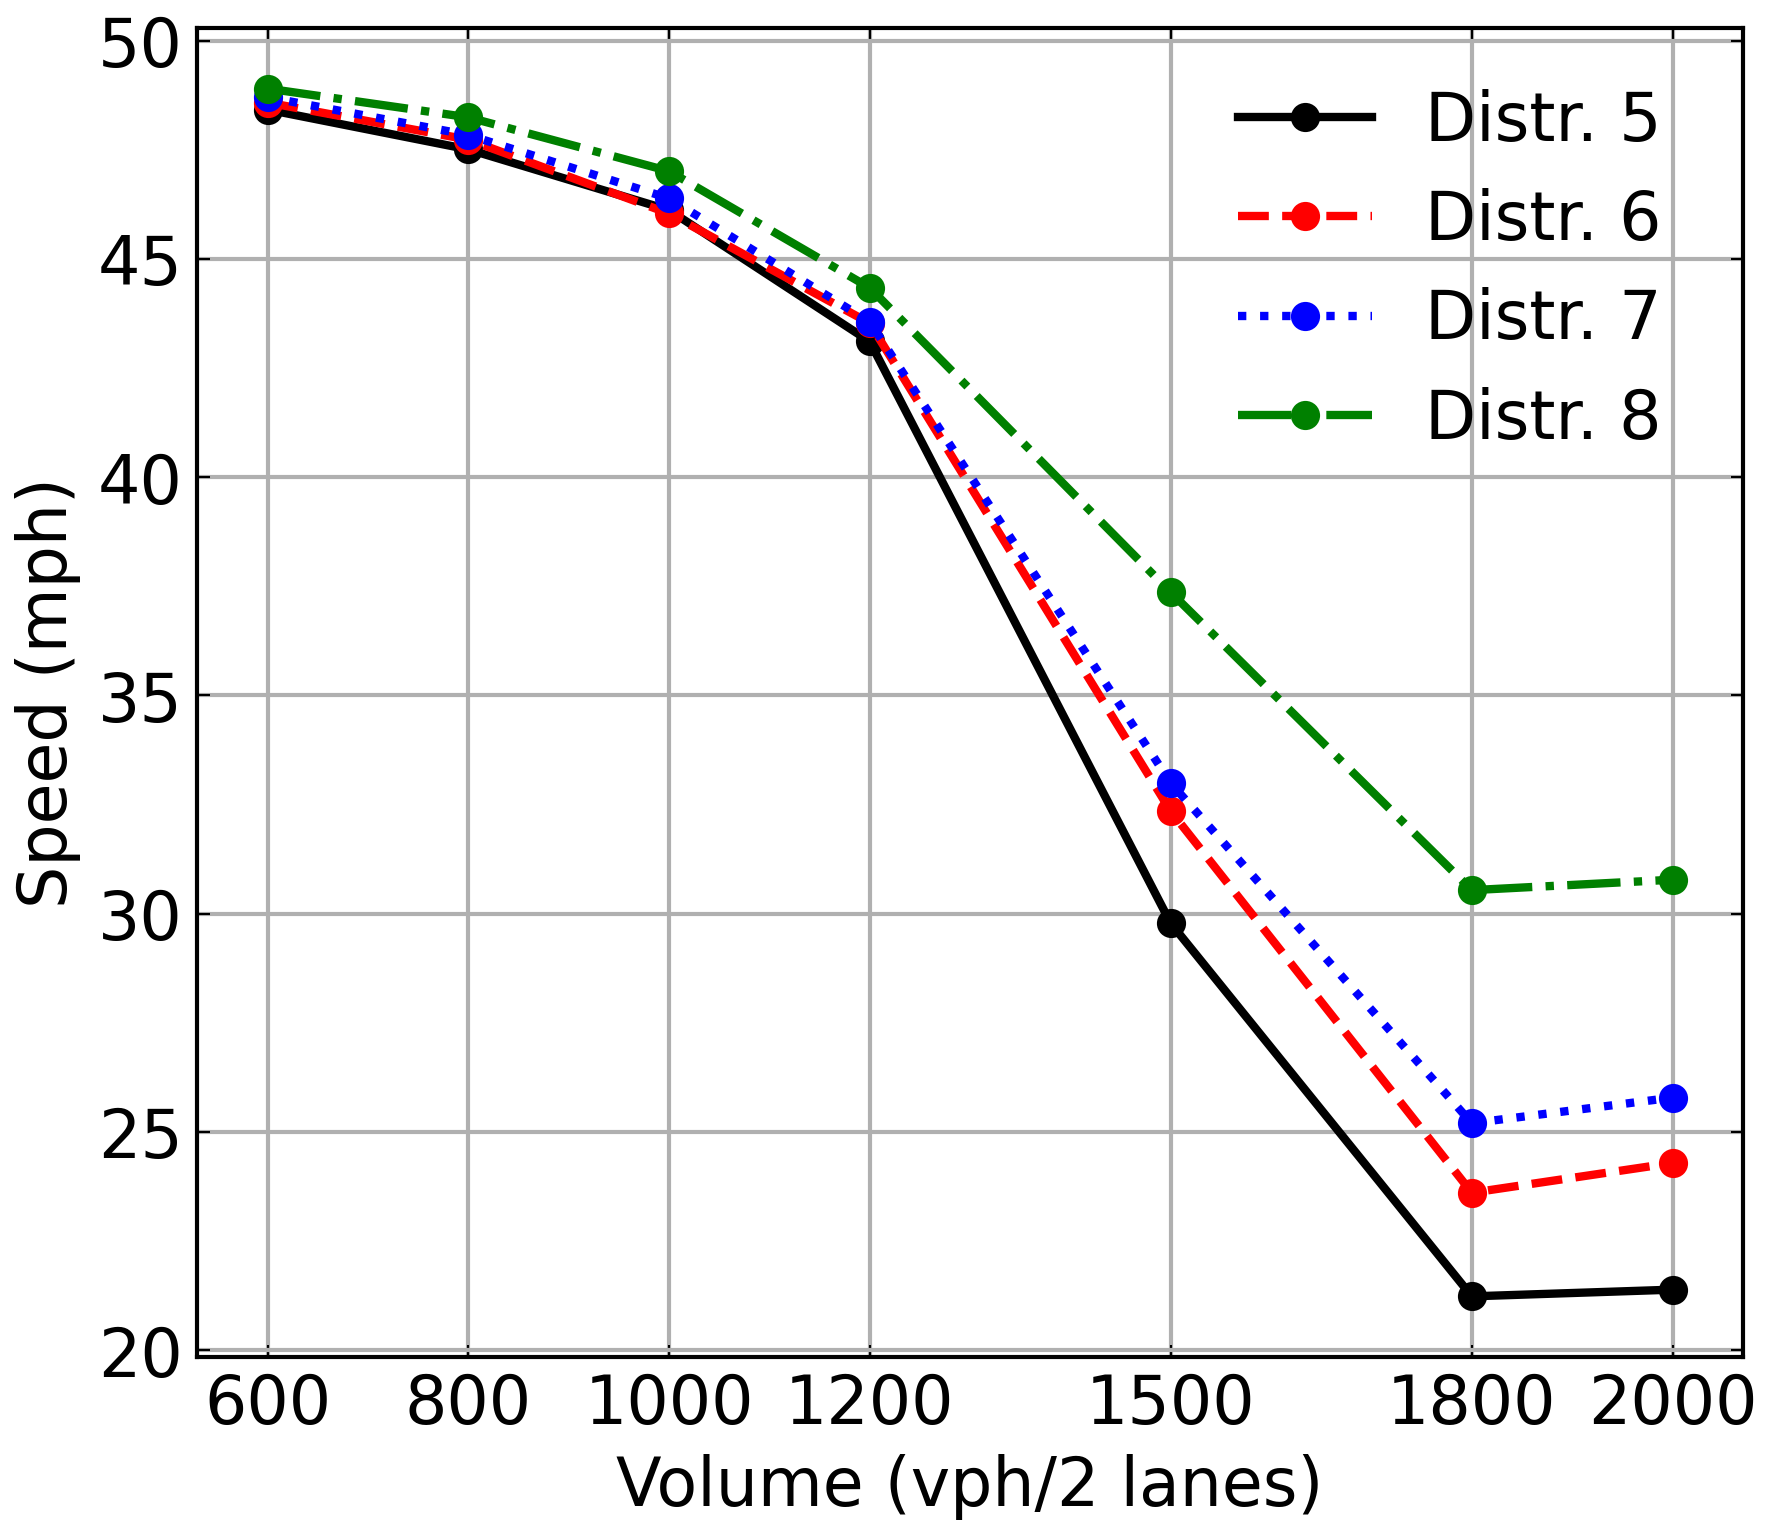 50
45
40
35
30
25
20
Speed (mph)
Distr. 5
Distr. 6
Distr. 7
Distr. 8
600 800 1000 1200 1500 1800 2000
Volume (vph/2 lanes)